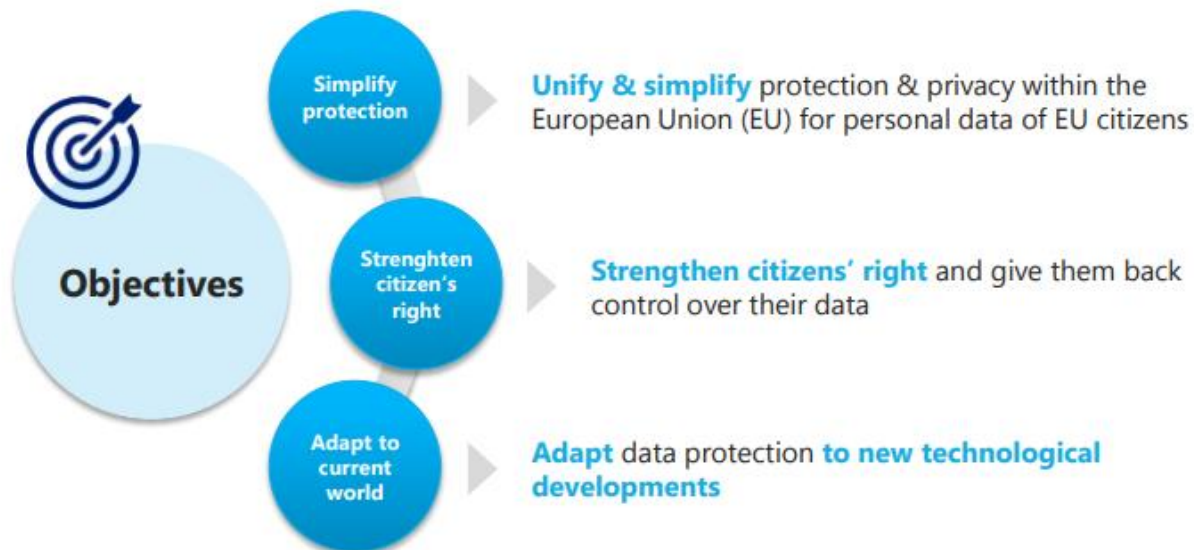 Objectives
Simplify
protection
Unify & simplify protection & privacy within the
European Union (EU) for personal data of EU citizens
Strenghten
citizen's
right
Strengthen citizens' right and give them back
control over their data
Adapt to
current
world
Adapt data protection to new technological
developments